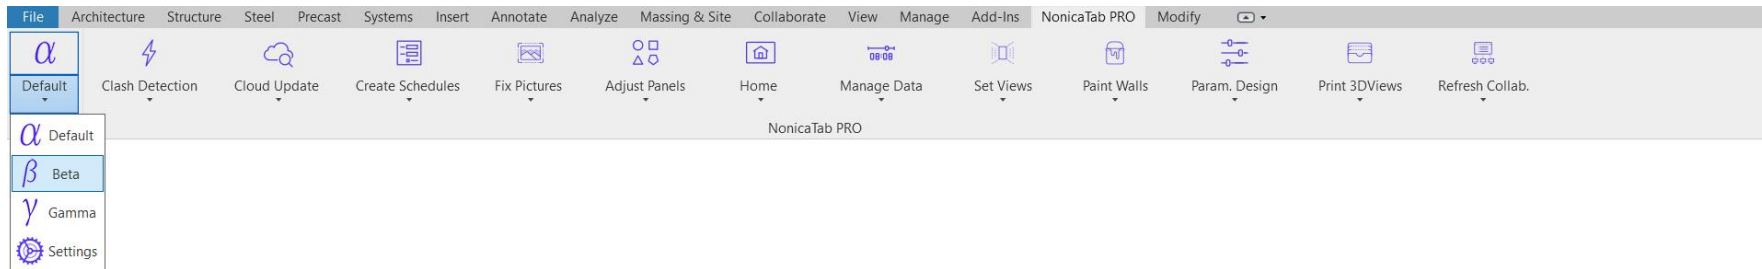 File Architecture Structure Steel Precast Systems Insert Annotate Analyze Massing & Site Collaborate View Manage Add-Ins NonicaTab PRO Modify
α 08:08
Default Clash Detection Cloud Update Create Schedules Fix Pictures Adjust Panels Home Manage Data Set Views Paint Walls Param. Design Print 3DViews Refresh Collab.
NonicaTab PRO
α Default
β Beta
γ Gamma
Settings